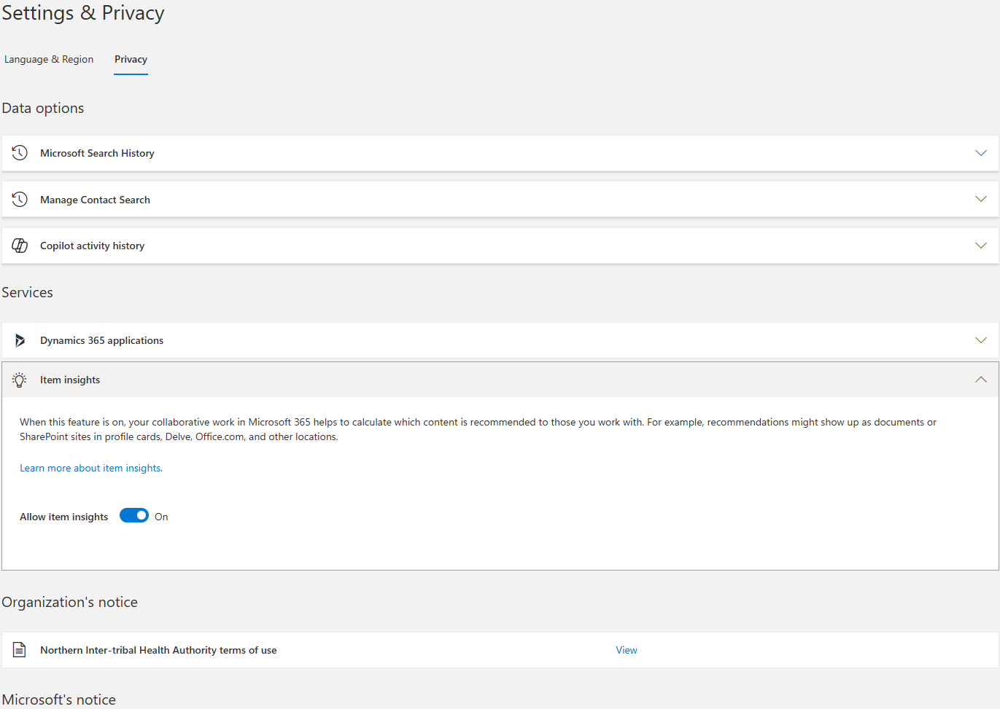 Settings & Privacy
Language & Region
Privacy
Data options
Microsoft Search History
Manage Contact Search
Copilot activity history
Services
Dynamics 365 applications
Item insights
When this feature is on, your collaborative work in Microsoft 365 helps to calculate which content is recommended to those you work with. For example, recommendations might show up as documents or
SharePoint sites in profile cards, Delve, Office.com, and other locations.
Learn more about item insights.
Allow item insights On
Organization's notice
Northern Inter-tribal Health Authority terms of use View
Microsoft's notice